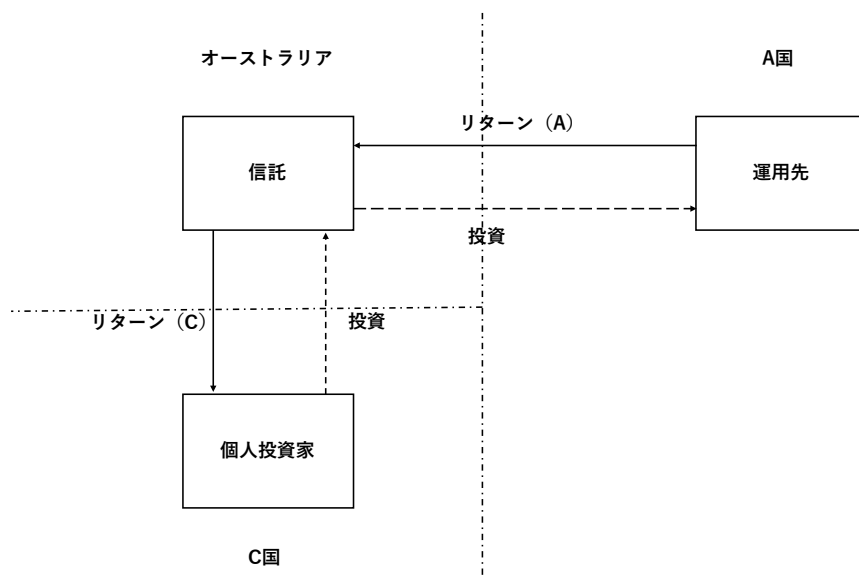 オーストラリア
A国
リターン（A）
信託
運用先
投資
リターン（C）
投資
個人投資家
C国